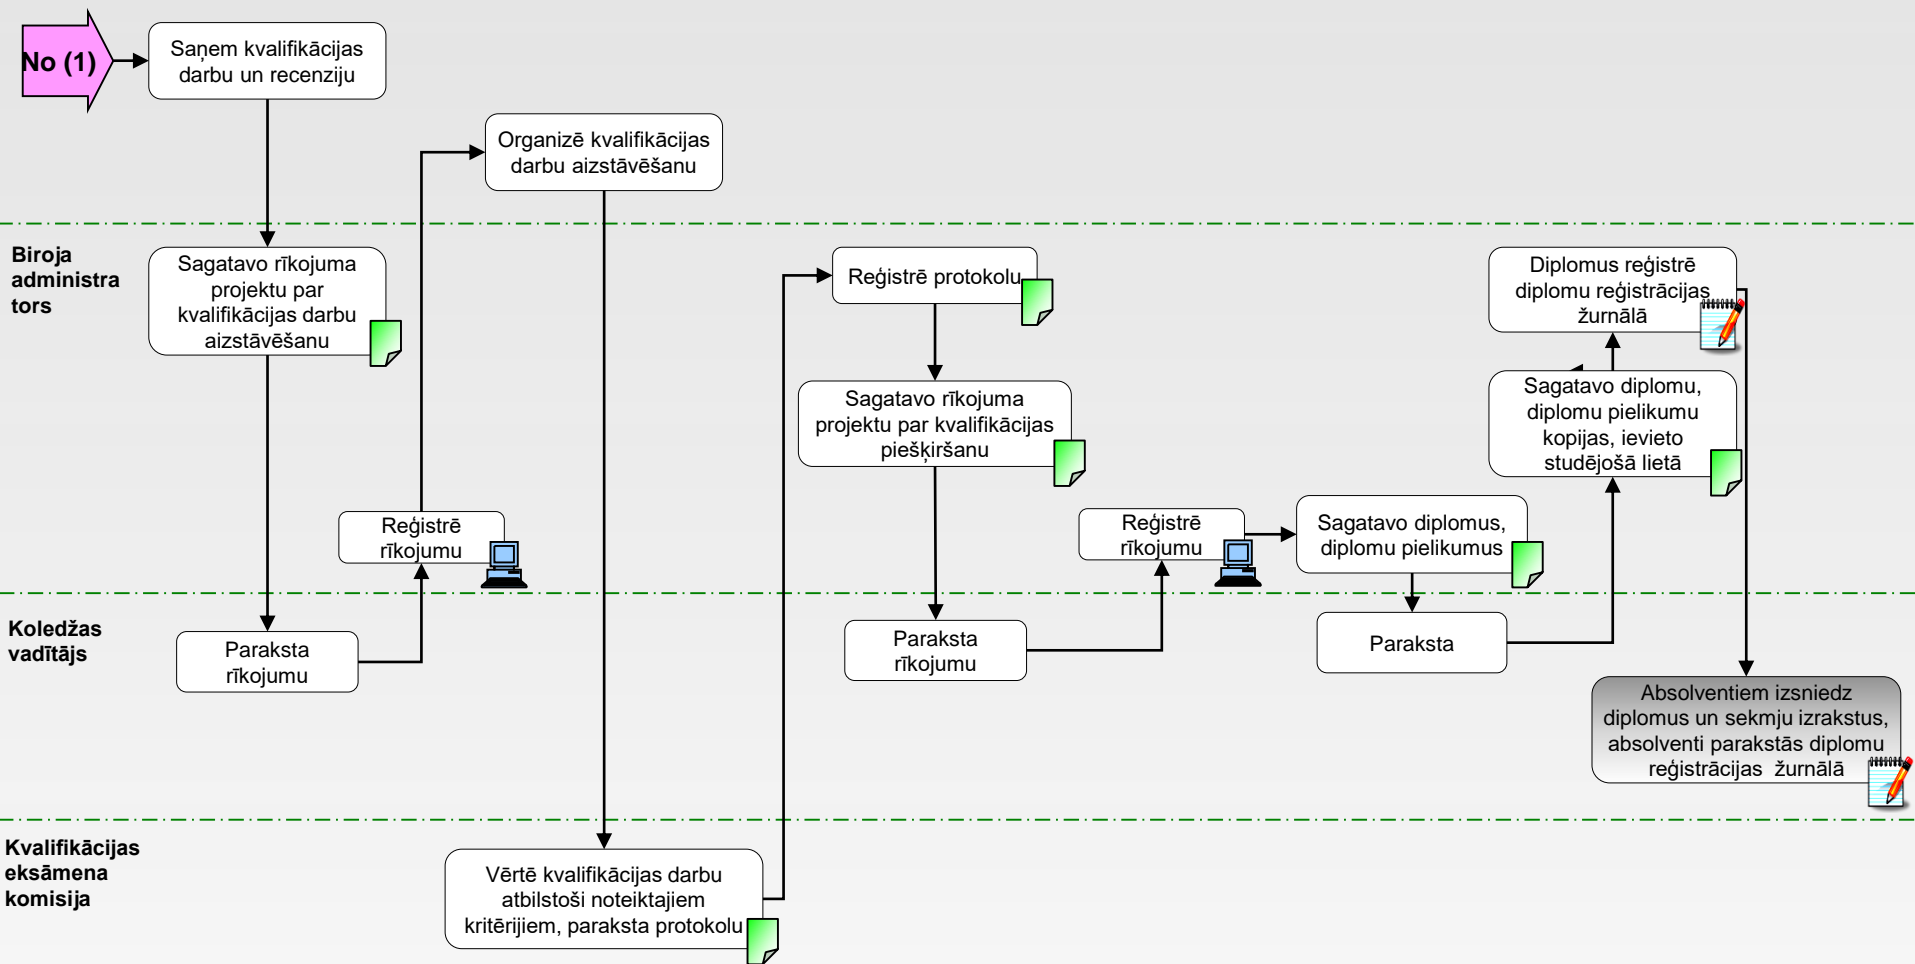 No (1)
Saņem kvalifikācijas
darbu un recenziju
Organizē kvalifikācijas
darbu aizstāvēšanu
Biroja
administra
tors
Sagatavo rīkojuma
projektu par
kvalifikācijas darbu
aizstāvēšanu
Reģistrē
rīkojumu
Reģistrē protokolu
Sagatavo rīkojuma
projektu par kvalifikācijas
piešķiršanu
Reģistrē
rīkojumu
Sagatavo diplomus,
diplomu pielikumus
Diplomus reģistrē
diplomu reģistrācijas
žurnālā
Sagatavo diplomu,
diplomu pielikumu
kopijas, ievieto
studējošā lietā
Koledžas
vadītājs
Paraksta
rīkojumu
Paraksta
rīkojumu
Paraksta
Absolventiem izsniedz
diplomus un sekmju izrakstus,
absolventi parakstās diplomu
reģistrācijas žurnālā
Kvalifikācijas
eksāmena
komisija
Vērtē kvalifikācijas darbu
atbilstoši noteiktajiem
kritērijiem, paraksta protokolu